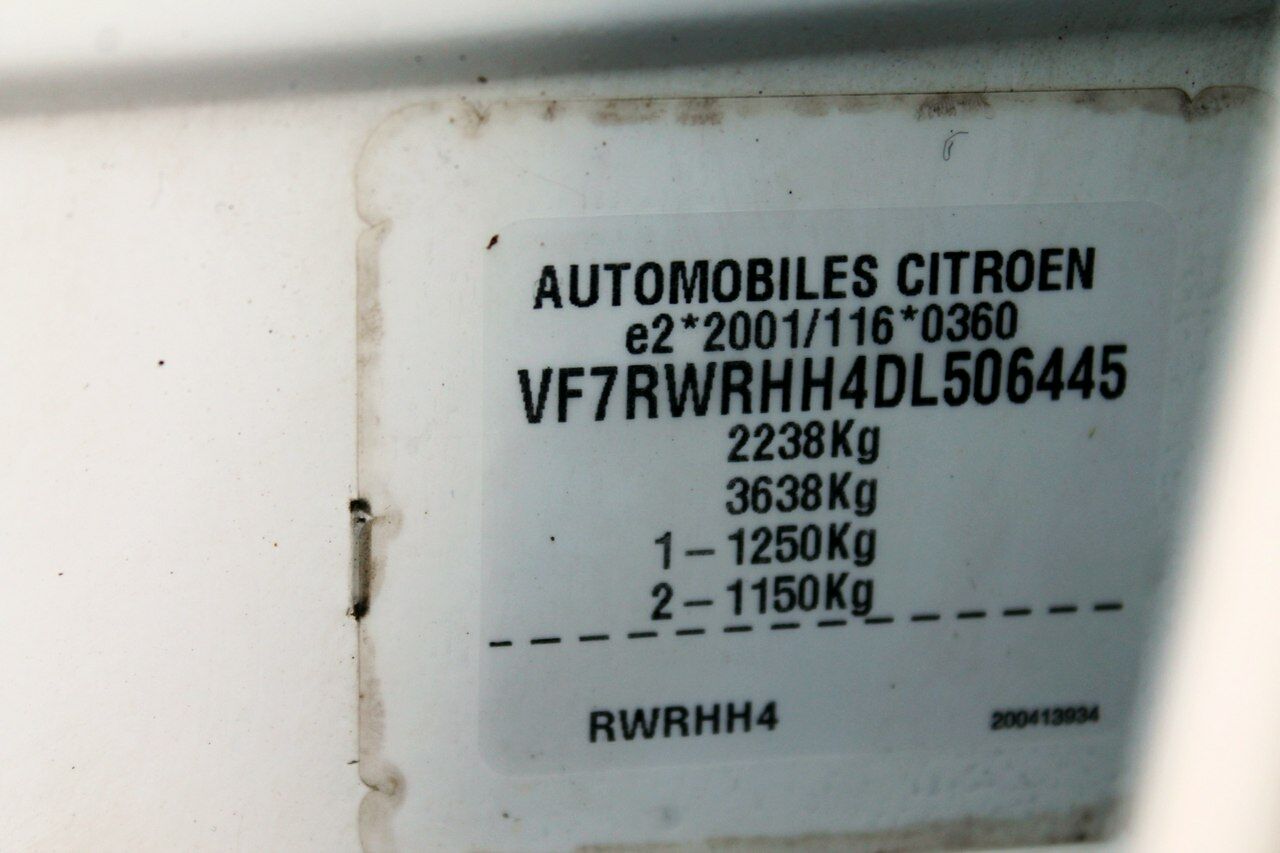 AUTOMOBILES CITROEN
e2*2001/116*0360
VF7RWRHH4DL506445
2238Kg
3638Kg
1–1250Kg
2–1150Kg
RWRHH4 200413934